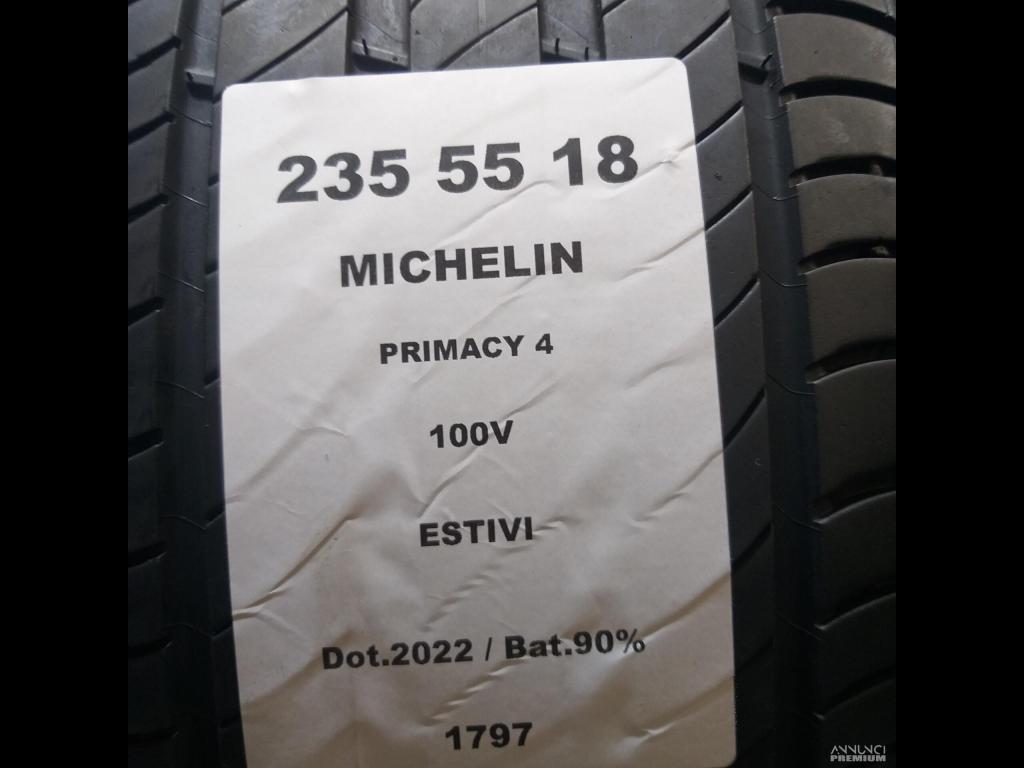 235 55 18
MICHELIN
PRIMACY 4
100V
ESTIVI
Dot.2022 / Bat.90%
1797
ANNUNCI
PREMIUM